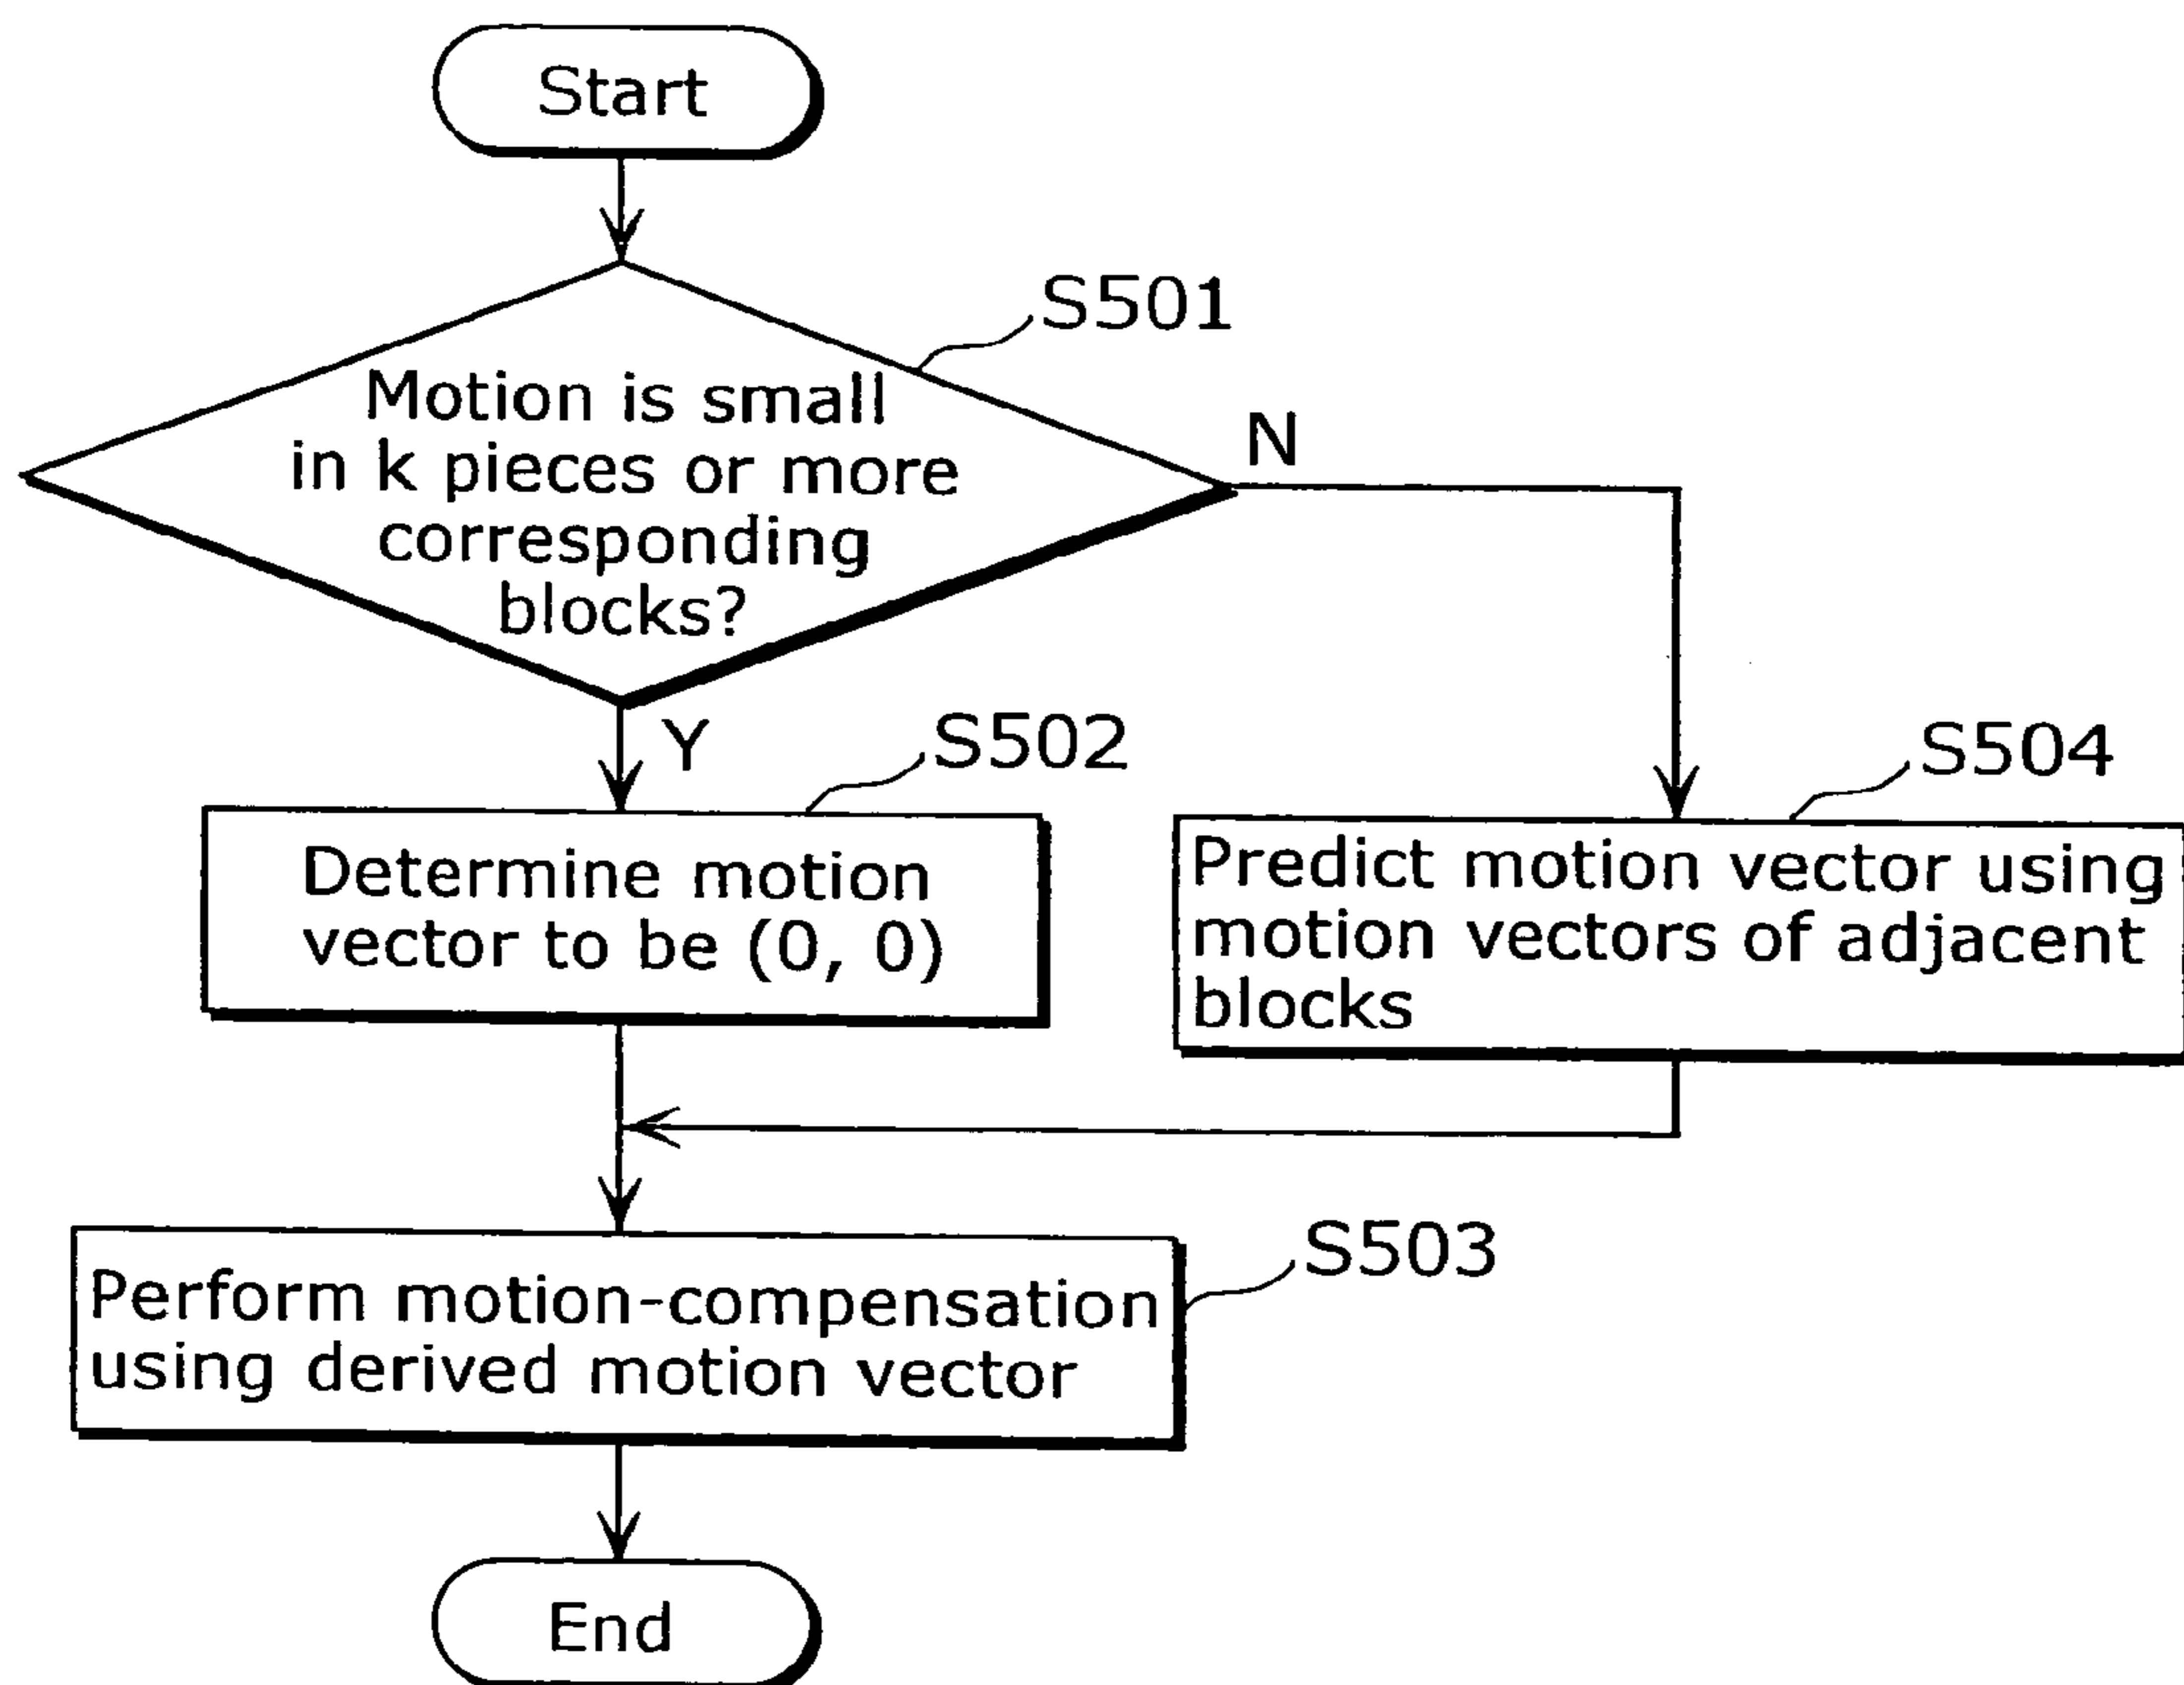 Start
S501
Motion is small
in k pieces or more
corresponding
blocks?
N
Y
S502
Determine motion
vector to be (0, 0)
S504
Predict motion vector using
motion vectors of adjacent
blocks
S503
Perform motion-compensation
using derived motion vector
End